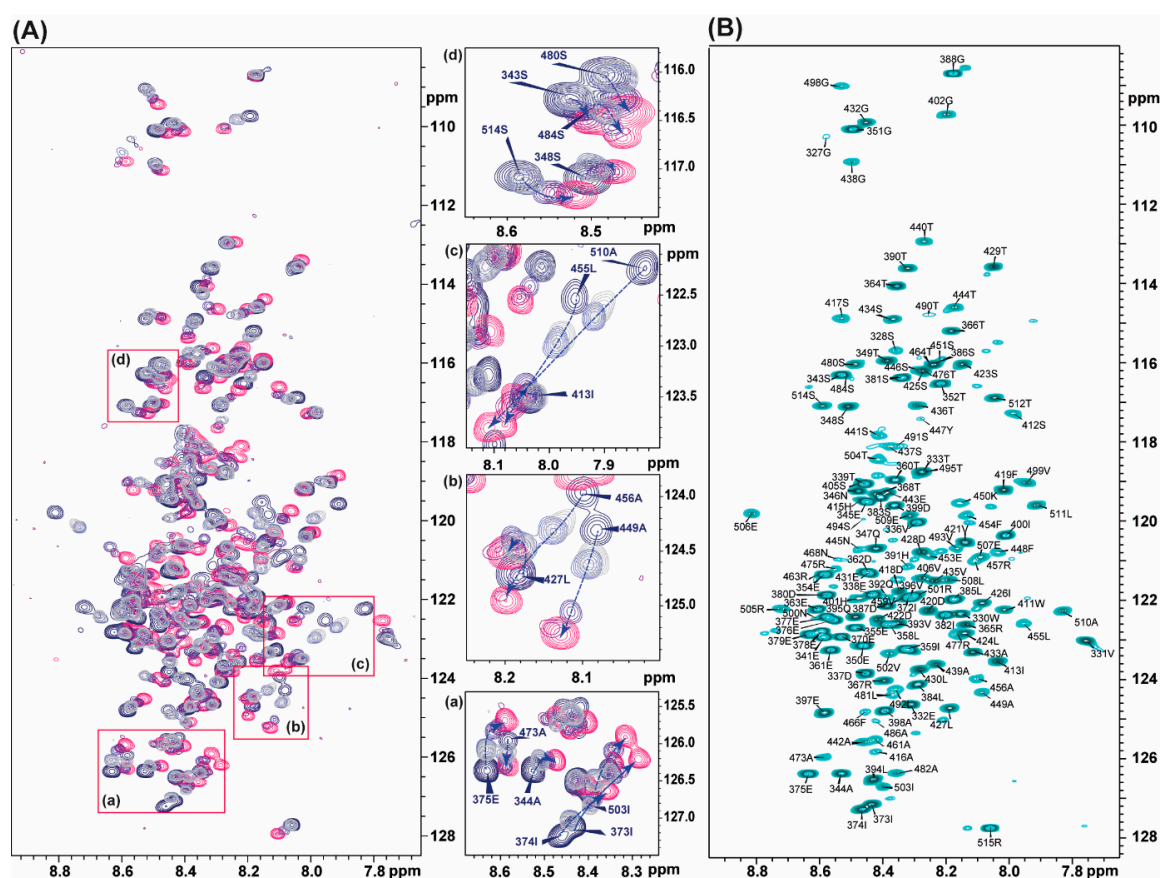 (A)
(B)
ppm
110
112
114
116
118
120
122
124
126
128
8.8
8.6
8.4
8.2
8.0
7.8 ppm
(d)
(c)
(b)
(a)
(d)
480S
343S
484S
514S
348S
116.0
116.5
117.0
ppm
8.6
8.5
ppm
(c)
510A
455L
413I
122.5
123.0
123.5
8.1
8.0
7.9
ppm
(b)
456A
449A
427L
124.0
124.5
125.0
8.2
8.1
ppm
(a)
473A
375E
344A
503I
374I
373I
125.0
126.0
126.5
127.0
8.6
8.5
8.4
8.3
ppm
388G
498G
402G
432G
351G
327G
438G
440T
390T
429T
364T
417S
434S
490T
444T
366T
328S
349T
464T
451S
386S
480S
446S
476T
423S
343S
484S
381S
425S
352T
514S
348S
436T
512T
447Y
412S
441S
491S
437S
504T
360T
333T
495T
339T
405S
368T
419F
499V
346N
443E
450K
415H
399D
345E
383S
511L
506E
494S
509E
336V
421V
454F
400I
445N
347Q
428D
493V
507E
448F
468N
362D
391H
453E
457R
475R
463R
431E
418D
406V
435V
354E
338E
392Q
396V
508L
380D
501R
385L
426I
363E
401H
459V
505R
500N
395Q
387D
372I
420D
411W
377E
422D
382I
330W
510A
376E
393V
365R
455L
379E
378E
355E
370E
358L
424L
477R
331V
341E
350E
359I
433A
361E
502V
413I
337D
439A
430L
367R
456A
481L
384L
449A
397E
492L
332E
466F
398A
427L
486A
442A
461A
473A
416A
394L
482A
375E
344A
503I
374I
373I
515R
ppm
110
112
114
116
118
120
122
124
126
128
8.8
8.6
8.4
8.2
8.0
7.8 ppm